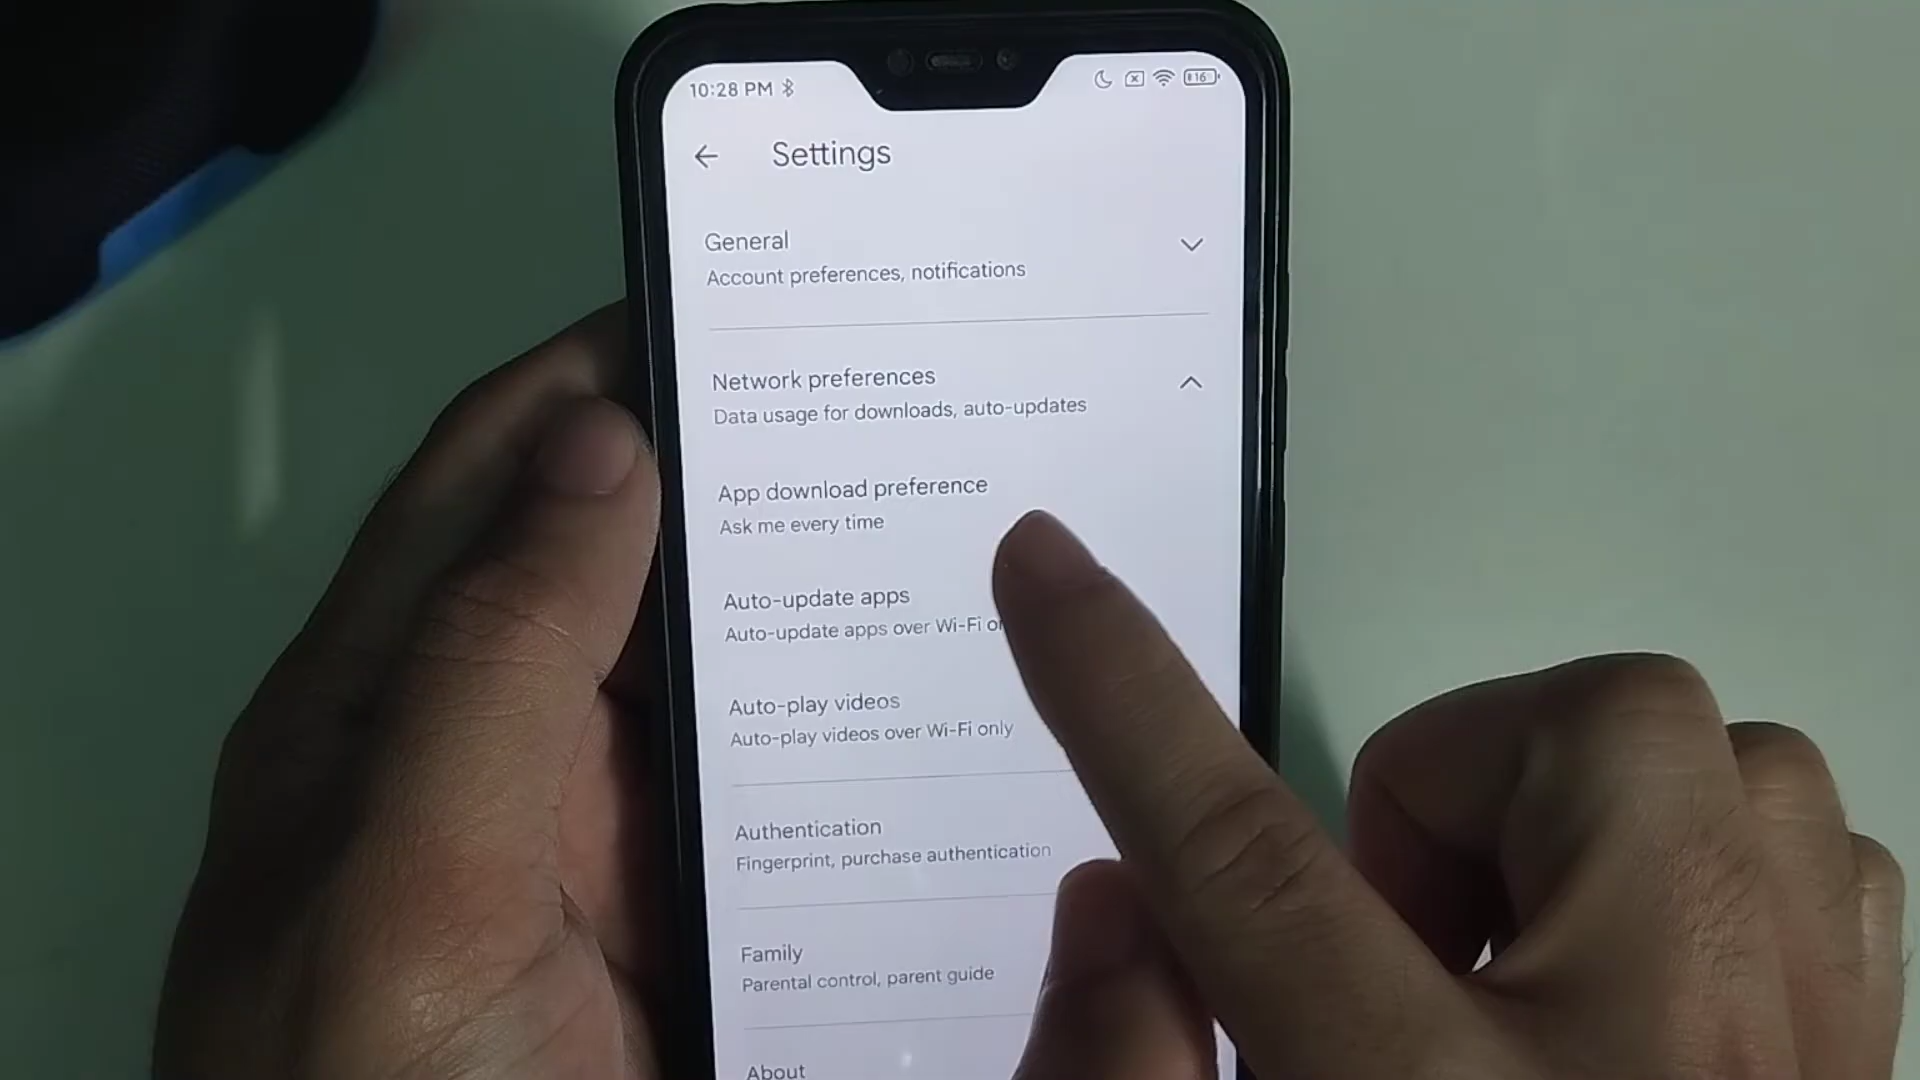 10:28 PM
16
Settings
General
Account preferences, notifications
Network preferences
Data usage for downloads, auto-updates
App download preference
Ask me every time
Auto-update apps
Auto-update apps over Wi-Fi
Auto-play videos
Auto-play videos over Wi-Fi only
Authentication
Fingerprint, purchase authentication
Family
Parental control, parent guide
About